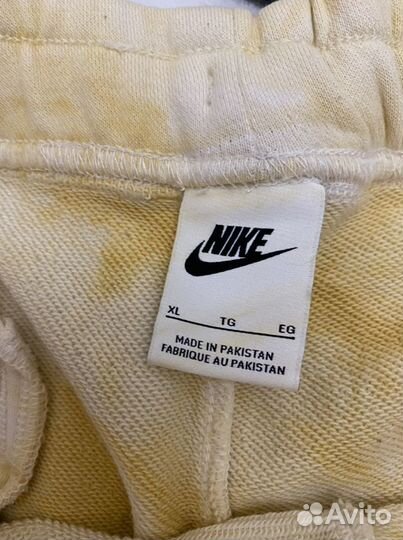 NIKE
XL TG EG
MADE IN PAKISTAN
FABRIQUE AU PAKISTAN
Avito